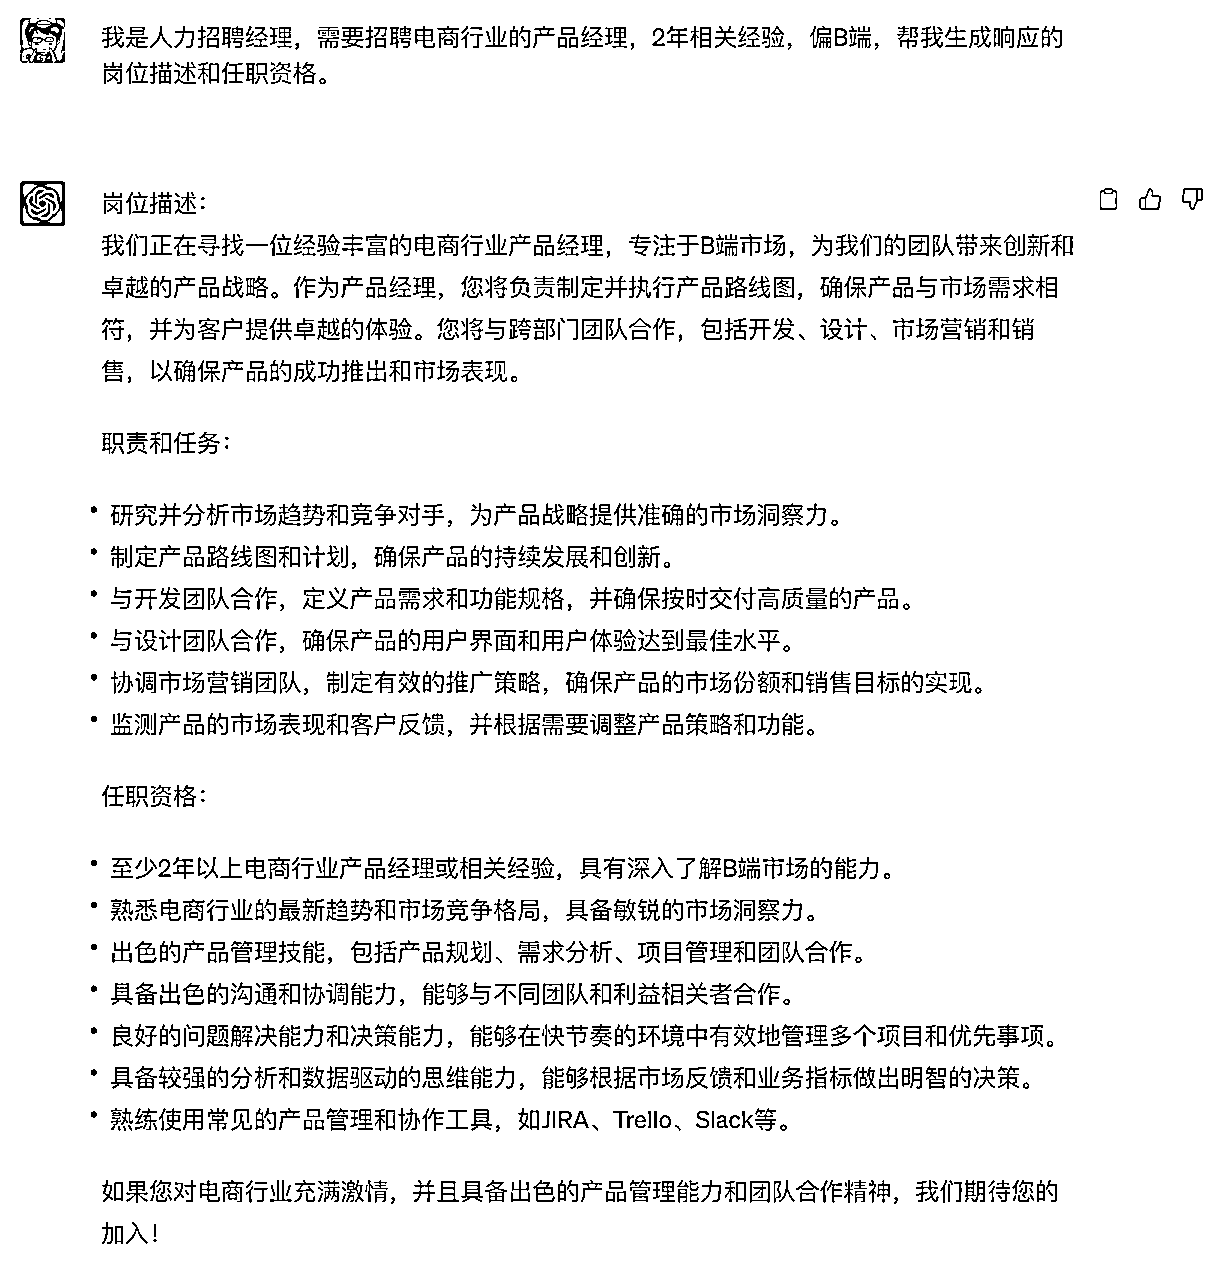 我是人力招聘经理，需要招聘电商行业的产品经理，2年相关经验，偏B端，帮我生成响应的
岗位描述和任职资格。
岗位描述：
我们正在寻找一位经验丰富的电商行业产品经理，专注于B端市场，为我们的团队带来创新和
卓越的产品战略。作为产品经理，您将负责制定并执行产品路线图，确保产品与市场需求相
符，并为客户提供卓越的体验。您将与跨部门团队合作，包括开发、设计、市场营销和销
售，以确保产品的成功推出和市场表现。
职责和任务：
• 研究并分析市场趋势和竞争对手，为产品战略提供准确的市场洞察力。
• 制定产品路线图和计划，确保产品的持续发展和创新。
• 与开发团队合作，定义产品需求和功能规格，并确保按时交付高质量的产品。
• 与设计团队合作，确保产品的用户界面和用户体验达到最佳水平。
• 协调市场营销团队，制定有效的推广策略，确保产品的市场份额和销售目标的实现。
• 监测产品的市场表现和客户反馈，并根据需要调整产品策略和功能。
任职资格：
• 至少2年以上电商行业产品经理或相关经验，具有深入了解B端市场的能力。
• 熟悉电商行业的最新趋势和市场竞争格局，具备敏锐的市场洞察力。
• 出色的产品管理技能，包括产品规划、需求分析、项目管理和团队合作。
• 具备出色的沟通和协调能力，能够与不同团队和利益相关者合作。
• 良好的问题解决能力和决策能力，能够在快节奏的环境中有效地管理多个项目和优先事项。
• 具备较强的分析和数据驱动的思维能力，能够根据市场反馈和业务指标做出明智的决策。
• 熟练使用常见的产品管理和协作工具，如JIRA、Trello、Slack等。
如果您对电商行业充满激情，并且具备出色的产品管理能力和团队合作精神，我们期待您的
加入！